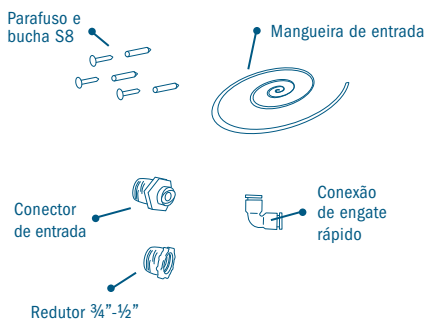 Parafuso e
bucha S8
Mangueira de entrada
Conector
de entrada
Conexão
de engate
rápido
Redutor ¾”-½”